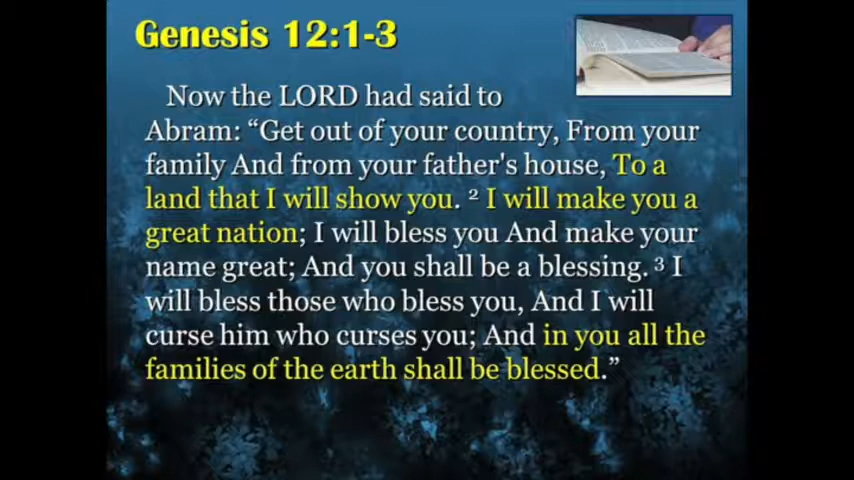 Genesis 12:1-3
Now the LORD had said to
Abram: “Get out of your country, From your
family And from your father's house, To a
land that I will show you. ² I will make you a
great nation; I will bless you And make your
name great; And you shall be a blessing. ³ I
will bless those who bless you, And I will
curse him who curses you; And in you all the
families of the earth shall be blessed.”